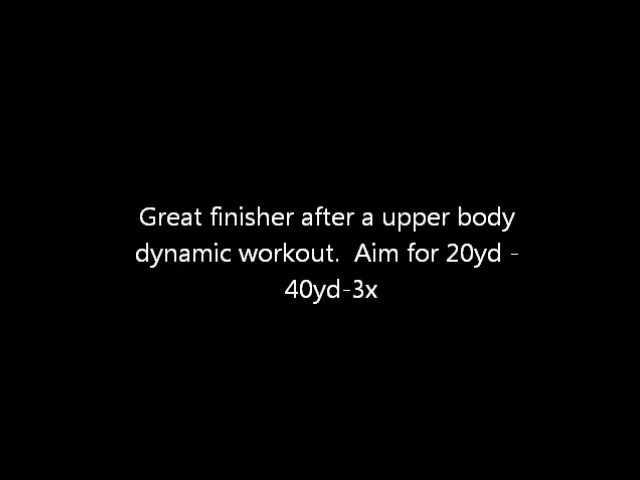 Great finisher after a upper body
dynamic workout.  Aim for 20yd -
40yd-3x